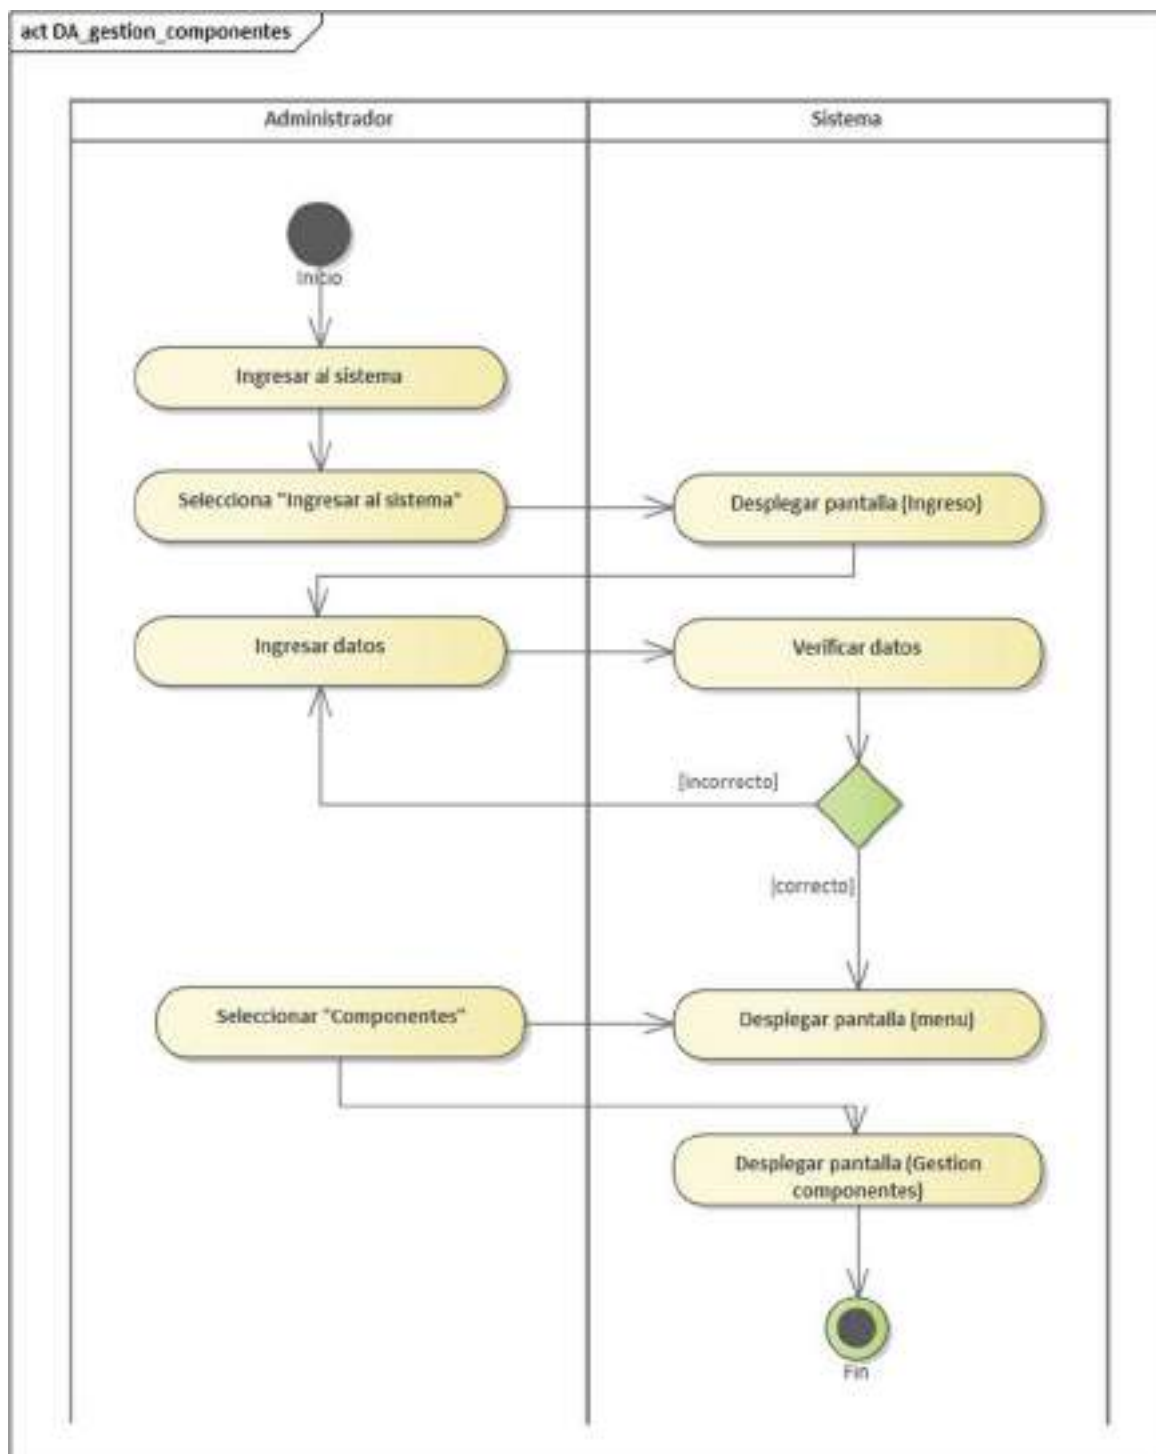 act DA_gestion_componentes
Administrador
Sistema
Inicio
Ingresar al sistema
Selecciona "Ingresar al sistema"
Desplegar pantalla (Ingreso)
Ingresar datos
Verificar datos
[incorrecto]
[correcto]
Seleccionar "Componentes"
Desplegar pantalla (menu)
Desplegar pantalla (Gestion
componentes)
Fin